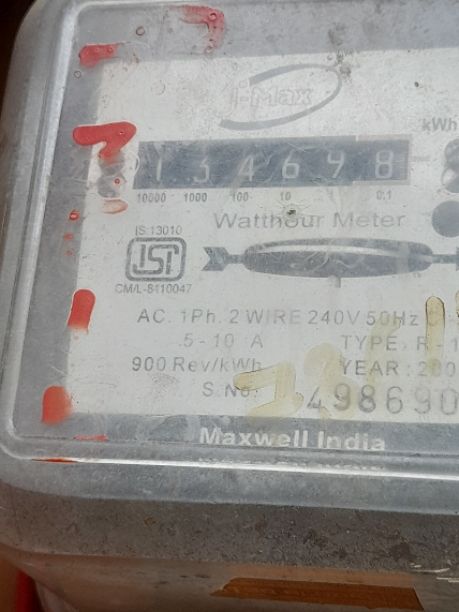 i-Max
kWh
1 3 4 6 9 8
10000 1000 100 10 0.1
Watthour Meter
IS:13010
ISI
CM/L-8110047
AC. 1Ph. 2 WIRE 240V 50Hz
5-10 A TYPE: R-1
900 Rev/kWh YEAR:
S.No. 498690
Maxwell India